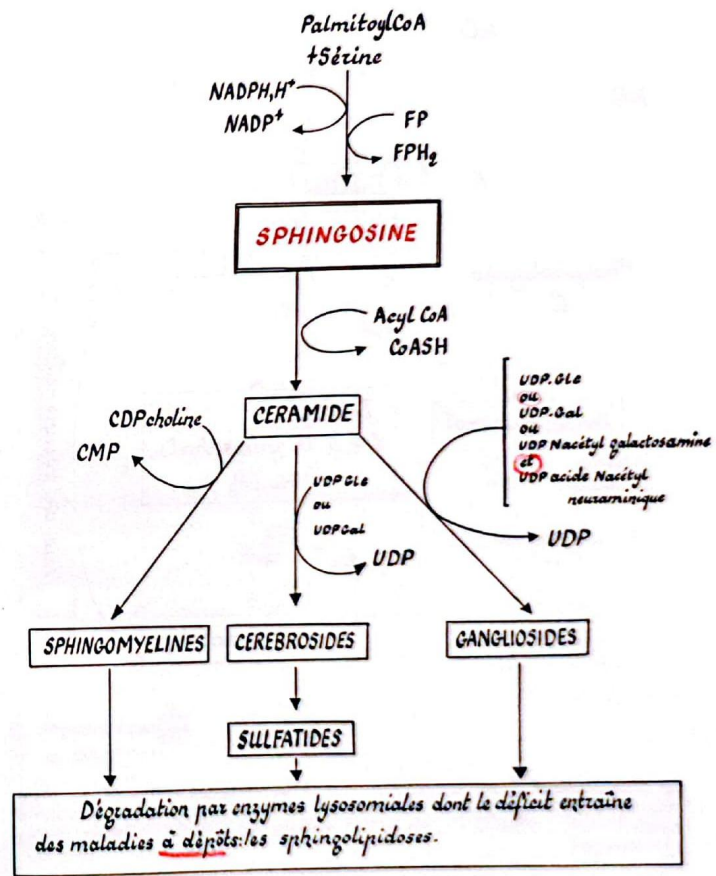 PalmitoylCoA
+Sérine
NADPH,H⁺
NADP⁺
FP
FPH₂
SPHINGOSINE
Acyl CoA
CoASH
CERAMIDE
CDPcholine
CMP
UDP Glc
ou
UDP Gal
UDP
UDP.Glc
ou
UDP.Gal
ou
UDP Nacétyl galactosamine
et
UDP acide Nacétyl
neuraminique
UDP
SPHINGOMYELINES
CEREBROSIDES
GANGLIOSIDES
SULFATIDES
Dégradation par enzymes lysosomiales dont le déficit entraîne
des maladies à dépôts:les sphingolipidoses.